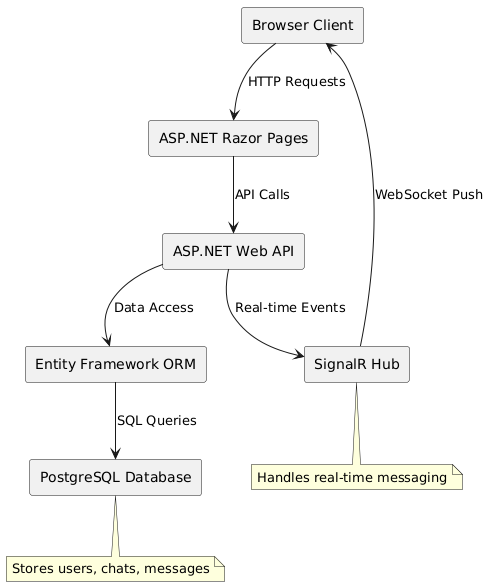 Browser Client
HTTP Requests
ASP.NET Razor Pages
API Calls
WebSocket Push
ASP.NET Web API
Data Access
Real-time Events
Entity Framework ORM
SignalR Hub
SQL Queries
PostgreSQL Database
Handles real-time messaging
Stores users, chats, messages